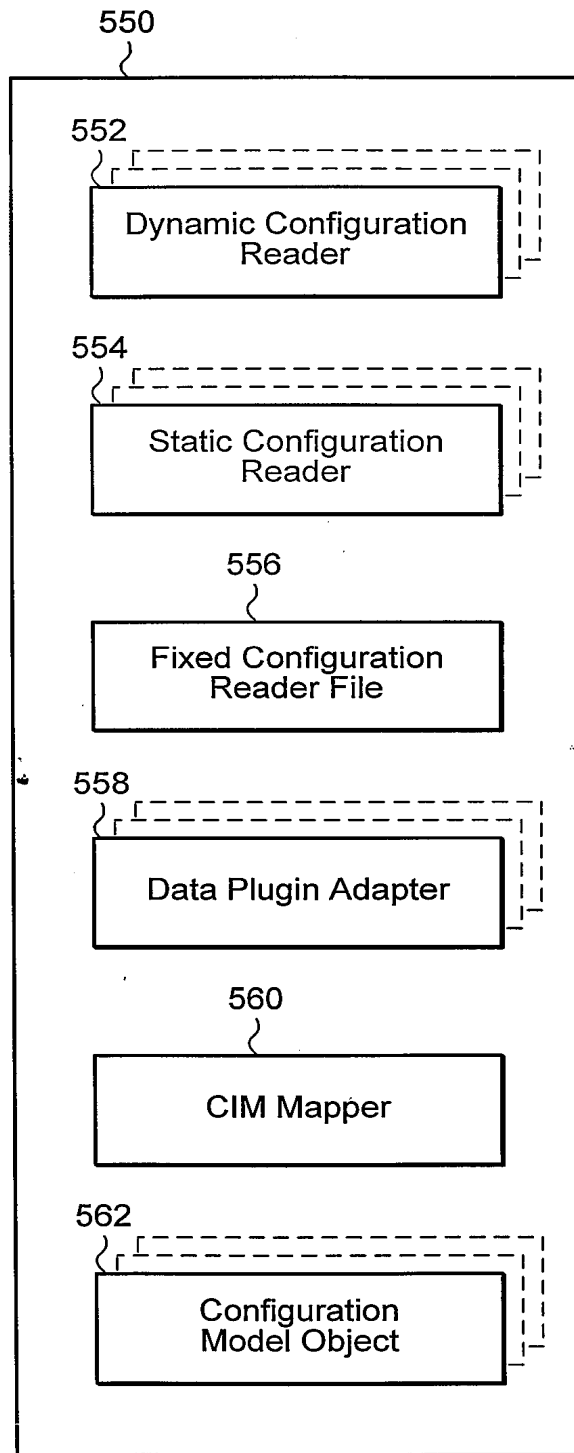 550
552
Dynamic Configuration
Reader
554
Static Configuration
Reader
556
Fixed Configuration
Reader File
558
Data Plugin Adapter
560
CIM Mapper
562
Configuration
Model Object